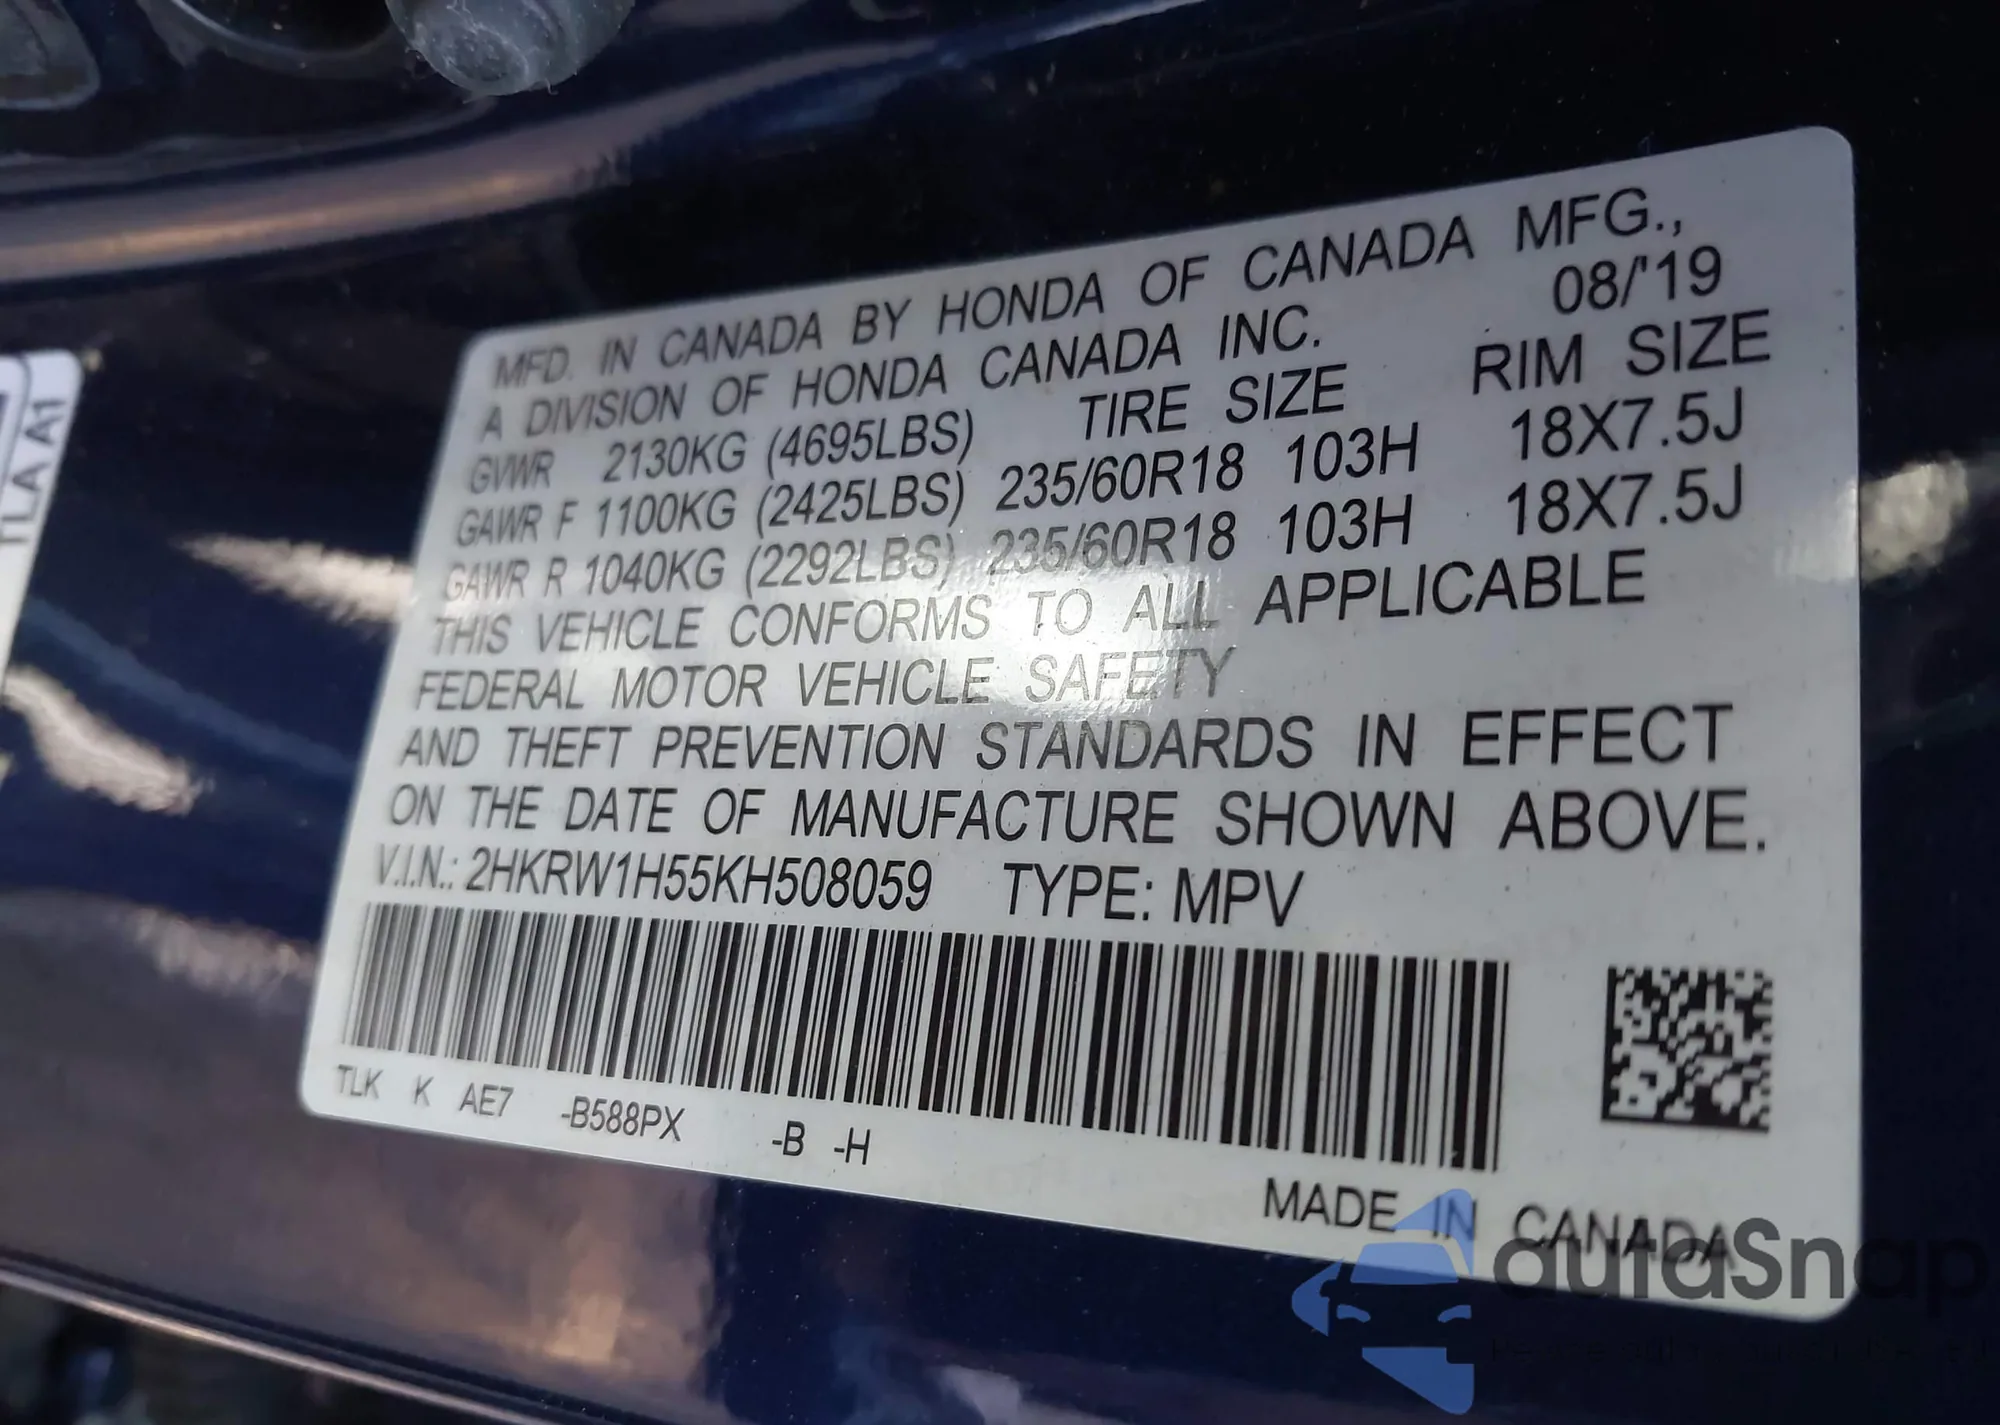 MFD. IN CANADA BY HONDA OF CANADA MFG.,
A DIVISION OF HONDA CANADA INC. 08/'19
GVWR 2130KG (4695LBS) TIRE SIZE RIM SIZE
GAWR F 1100KG (2425LBS) 235/60R18 103H 18X7.5J
GAWR R 1040KG (2292LBS) 235/60R18 103H 18X7.5J
THIS VEHICLE CONFORMS TO ALL APPLICABLE
FEDERAL MOTOR VEHICLE SAFETY
AND THEFT PREVENTION STANDARDS IN EFFECT
ON THE DATE OF MANUFACTURE SHOWN ABOVE.
V.I.N.: 2HKRW1H55KH508059 TYPE: MPV
TLK K AE7 -B588PX -B -H
MADE IN CANADA
TLA A1
autaSnap